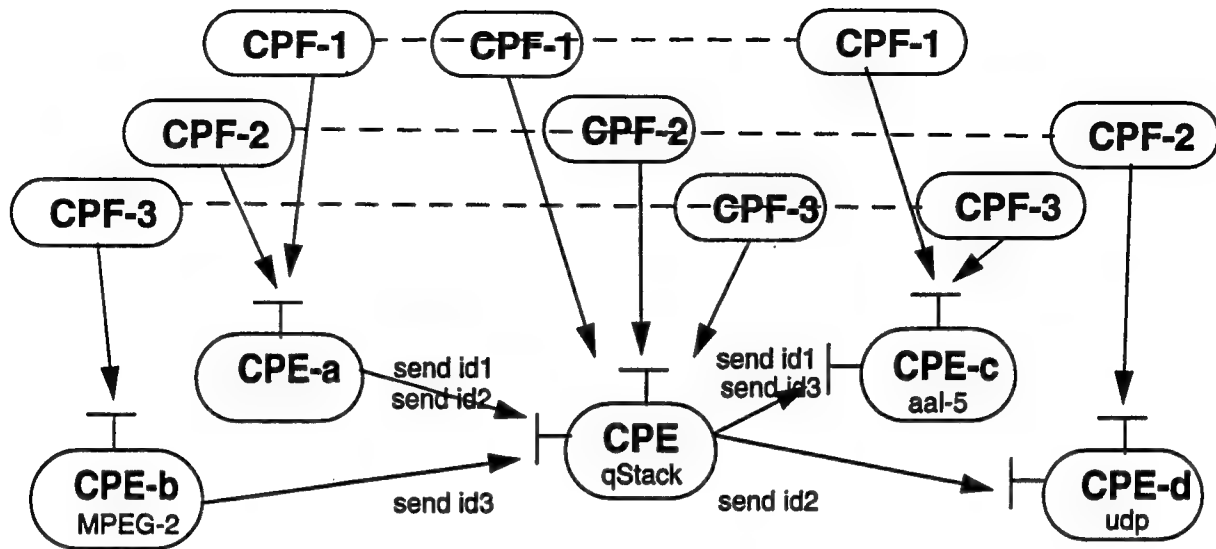 CPF-1
CPF-1
CPF-1
CPF-2
CPF-2
CPF-2
CPF-3
CPF-3
CPF-3
CPE-a
send id1
send id2
send id1
send id3
CPE-c
aal-5
CPE
qStack
CPE-b
MPEG-2
send id3
send id2
CPE-d
udp